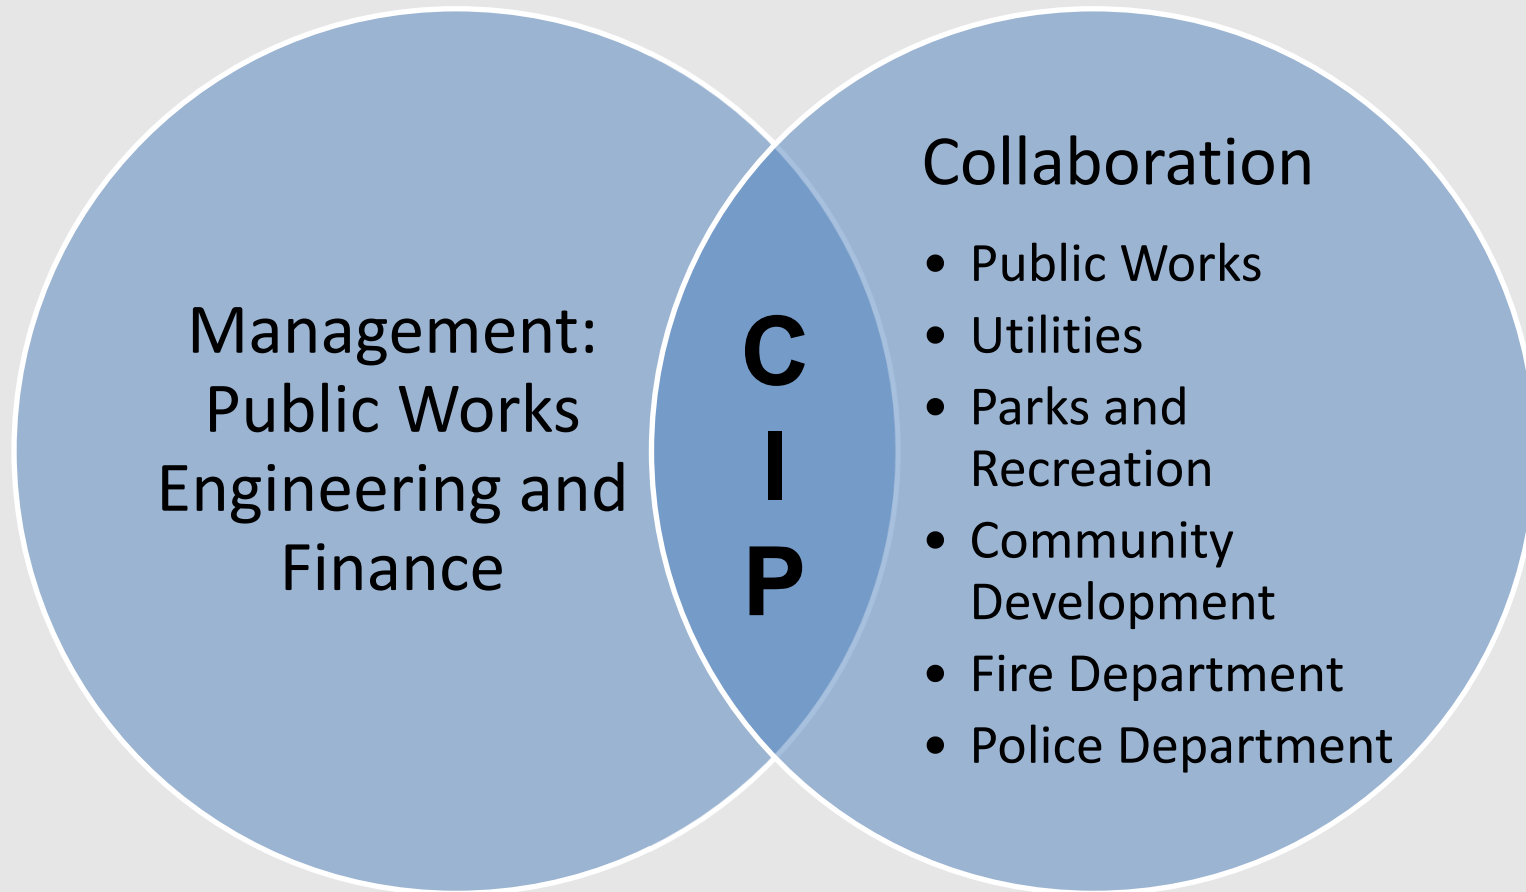 Management:
Public Works
Engineering and
Finance
C
I
P
Collaboration
• Public Works
• Utilities
• Parks and
Recreation
• Community
Development
• Fire Department
• Police Department